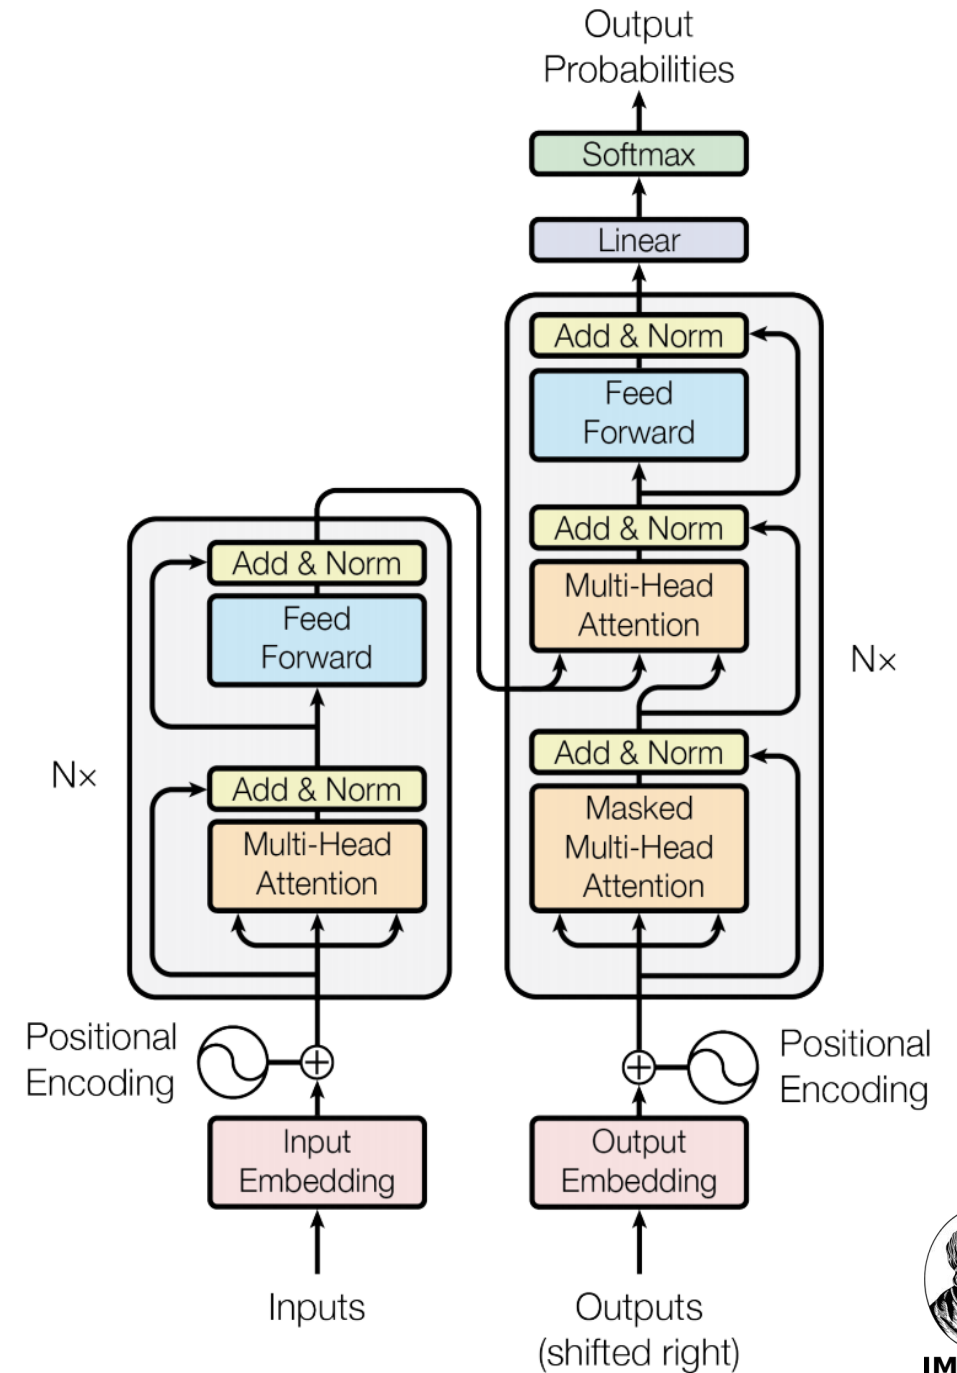 Output
Probabilities
Softmax
Linear
Add & Norm
Feed
Forward
Add & Norm
Multi-Head
Attention
Nx
Add & Norm
Masked
Multi-Head
Attention
Add & Norm
Feed
Forward
Nx
Add & Norm
Multi-Head
Attention
Positional
Encoding
Positional
Encoding
Input
Embedding
Output
Embedding
Inputs
Outputs
(shifted right)
IM